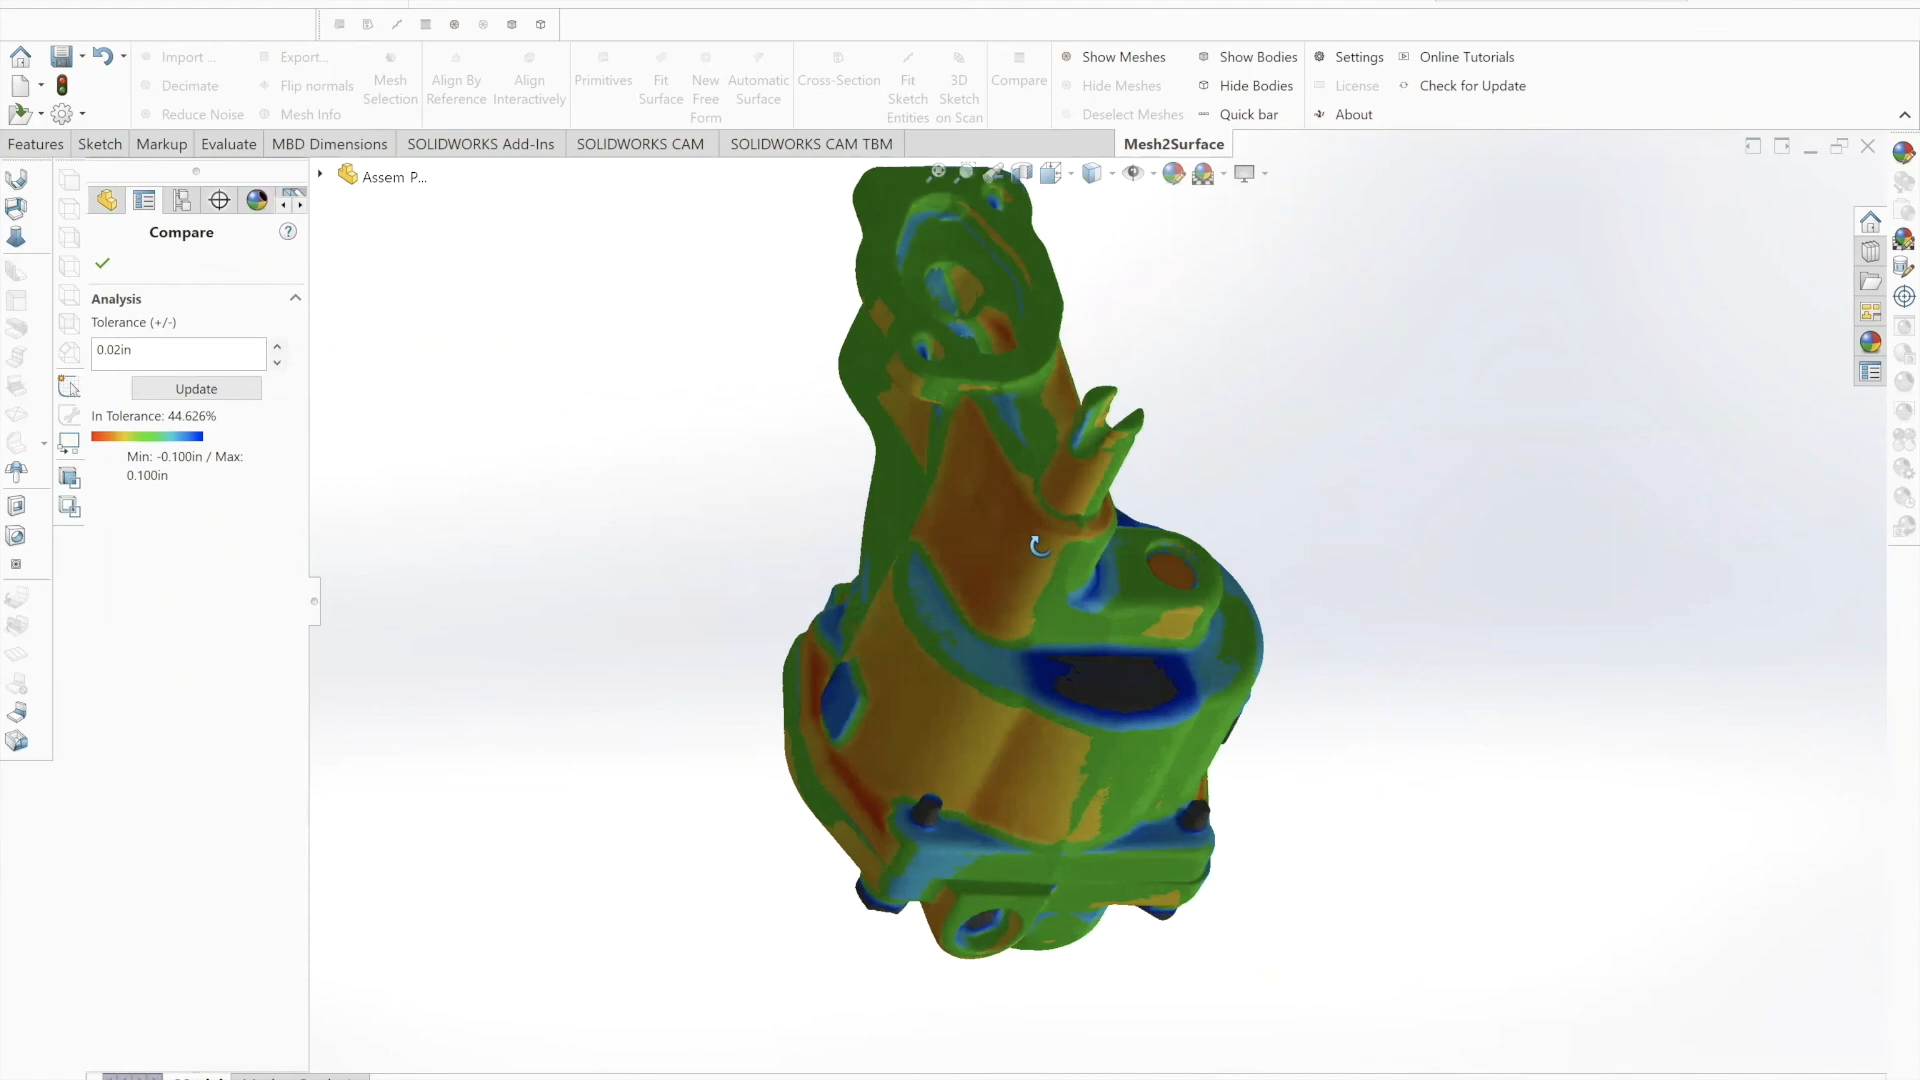 Import ...
Export...
Decimate
Flip normals
Reduce Noise
Mesh Info
Mesh
Selection
Align By
Reference
Align
Interactively
Primitives
Fit
Surface
New
Free
Form
Automatic
Surface
Cross-Section
Fit
Sketch
Entities
3D
Sketch
on Scan
Compare
Show Meshes
Hide Meshes
Deselect Meshes
Show Bodies
Hide Bodies
Quick bar
Settings
License
About
Online Tutorials
Check for Update
Features
Sketch
Markup
Evaluate
MBD Dimensions
SOLIDWORKS Add-Ins
SOLIDWORKS CAM
SOLIDWORKS CAM TBM
Mesh2Surface
Assem P...
Compare
?
Analysis
Tolerance (+/-)
0.02in
Update
In Tolerance: 44.626%
Min: -0.100in / Max:
0.100in